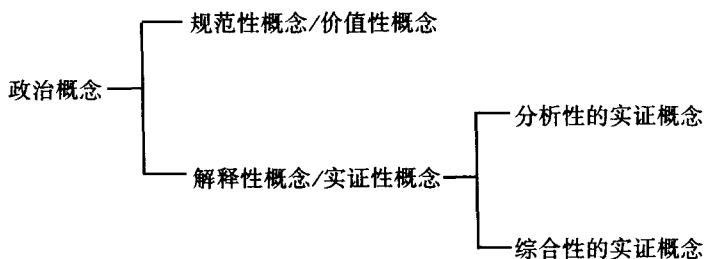 规范性概念/价值性概念
政治概念
分析性的实证概念
解释性概念/实证性概念
综合性的实证概念